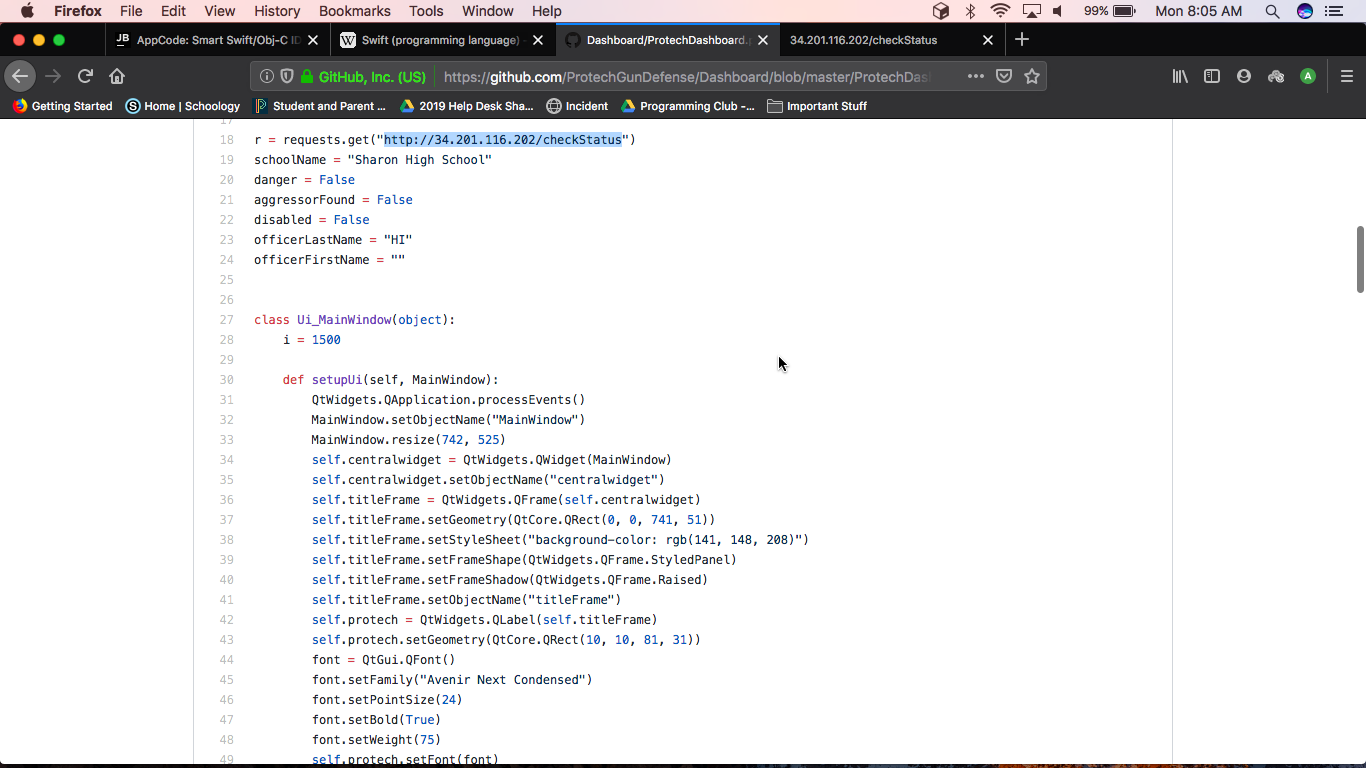 Firefox File Edit View History Bookmarks Tools Window Help 99% Mon 8:05 AM
JB AppCode: Smart Swift/Obj-C ID W Swift (programming language) - Dashboard/ProtechDashboard. 34.201.116.202/checkStatus
GitHub, Inc. (US) https://github.com/ProtechGunDefense/Dashboard/blob/master/ProtechDas A
Getting Started S Home | Schoology Student and Parent ... 2019 Help Desk Sha... Incident Programming Club -... Important Stuff
17
18 r = requests.get("http://34.201.116.202/checkStatus")
19 schoolName = "Sharon High School"
20 danger = False
21 aggressorFound = False
22 disabled = False
23 officerLastName = "HI"
24 officerFirstName = ""
25
26
27 class Ui_MainWindow(object):
28 i = 1500
29
30 def setupUi(self, MainWindow):
31 QtWidgets.QApplication.processEvents()
32 MainWindow.setObjectName("MainWindow")
33 MainWindow.resize(742, 525)
34 self.centralwidget = QtWidgets.QWidget(MainWindow)
35 self.centralwidget.setObjectName("centralwidget")
36 self.titleFrame = QtWidgets.QFrame(self.centralwidget)
37 self.titleFrame.setGeometry(QtCore.QRect(0, 0, 741, 51))
38 self.titleFrame.setStyleSheet("background-color: rgb(141, 148, 208)")
39 self.titleFrame.setFrameShape(QtWidgets.QFrame.StyledPanel)
40 self.titleFrame.setFrameShadow(QtWidgets.QFrame.Raised)
41 self.titleFrame.setObjectName("titleFrame")
42 self.protech = QtWidgets.QLabel(self.titleFrame)
43 self.protech.setGeometry(QtCore.QRect(10, 10, 81, 31))
44 font = QtGui.QFont()
45 font.setFamily("Avenir Next Condensed")
46 font.setPointSize(24)
47 font.setBold(True)
48 font.setWeight(75)
49 self.protech.setFont(font)